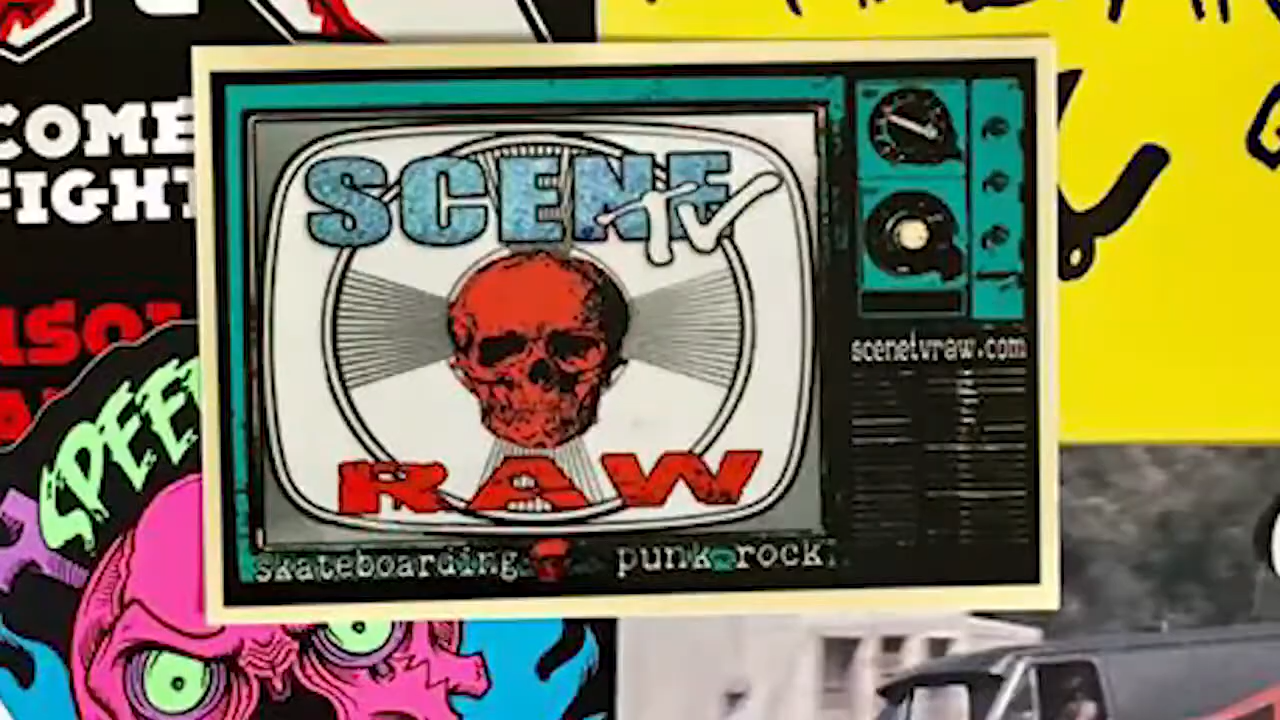 COME
FIGHT
SPEE
SCENE
TV
RAW
scenetvraw.com
skateboarding punk rock